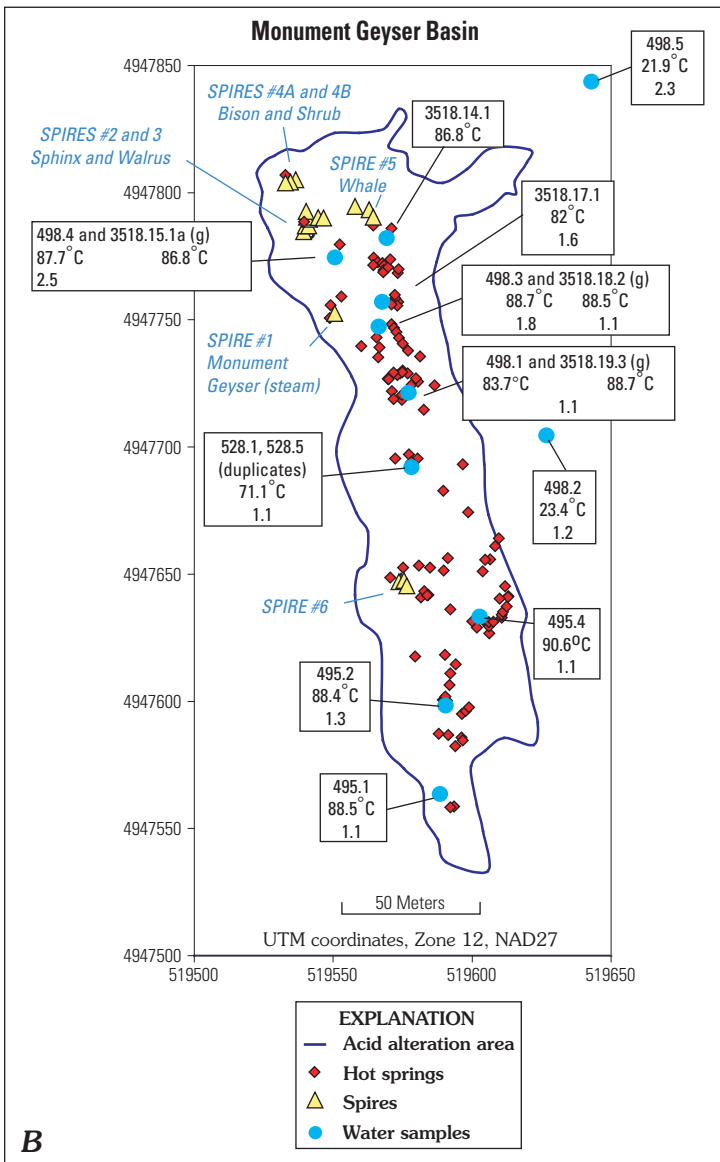 Monument Geyser Basin
498.5
21.9°C
2.3
4947850
4947800
4947750
4947700
4947650
4947600
4947550
4947500
SPIRES #4A and 4B
Bison and Shrub
SPIRES #2 and 3
Sphinx and Walrus
SPIRE #5
Whale
3518.14.1
86.8°C
3518.17.1
82°C
1.6
498.4 and 3518.15.1a (g)
87.7°C 86.8°C
2.5
498.3 and 3518.18.2 (g)
88.7°C 88.5°C
1.8 1.1
SPIRE #1
Monument
Geyser (steam)
498.1 and 3518.19.3 (g)
83.7°C 88.7°C
1.1
528.1, 528.5
(duplicates)
71.1°C
1.1
498.2
23.4°C
1.2
SPIRE #6
495.4
90.6°C
1.1
495.2
88.4°C
1.3
495.1
88.5°C
1.1
50 Meters
UTM coordinates, Zone 12, NAD27
519500 519550 519600 519650
EXPLANATION
Acid alteration area
Hot springs
Spires
Water samples
B